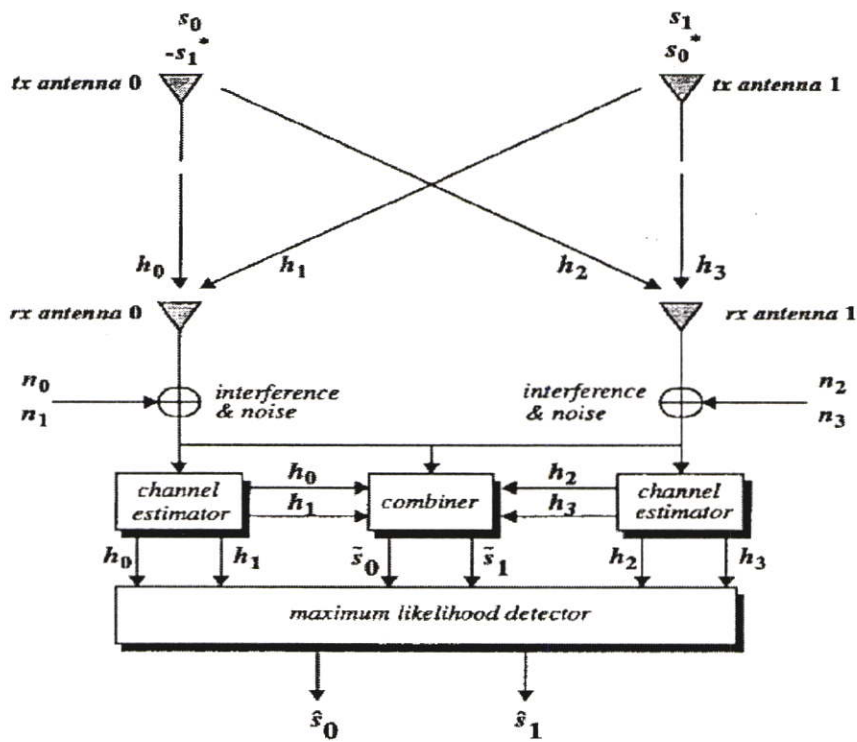 s0 s1
-s1* s0*
tx antenna 0 tx antenna 1
h0 h1 h2 h3
rx antenna 0 rx antenna 1
n0 interference interference n2
n1 & noise & noise n3
channel estimator h0 h1 combiner h2 h3 channel estimator
h0 h1 s̃0 s̃1 h2 h3
maximum likelihood detector
ŝ0 ŝ1